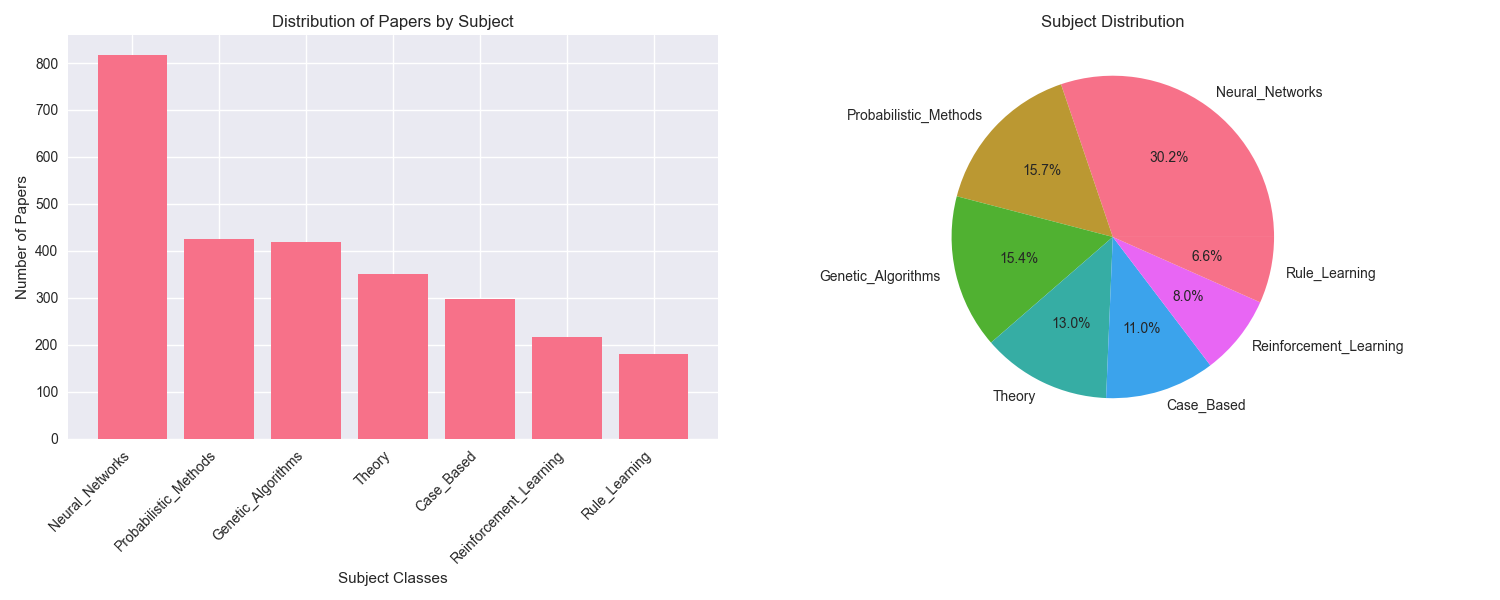 Distribution of Papers by Subject
Number of Papers
800
700
600
500
400
300
200
100
0
Neural_Networks
Probabilistic_Methods
Genetic_Algorithms
Theory
Case_Based
Reinforcement_Learning
Rule_Learning
Subject Classes
Subject Distribution
Neural_Networks
30.2%
Probabilistic_Methods
15.7%
Genetic_Algorithms
15.4%
Theory
13.0%
Case_Based
11.0%
Reinforcement_Learning
8.0%
Rule_Learning
6.6%